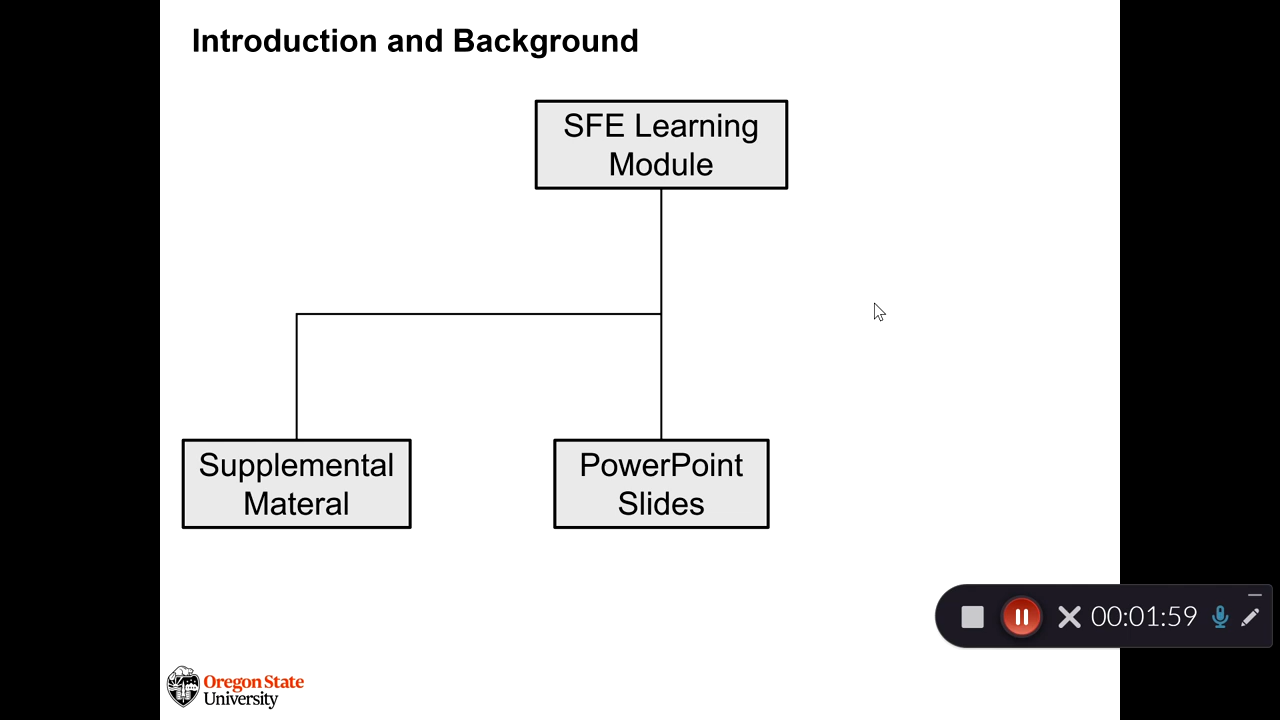 Introduction and Background
SFE Learning
Module
Supplemental
Materal
PowerPoint
Slides
00:01:59
Oregon State
University